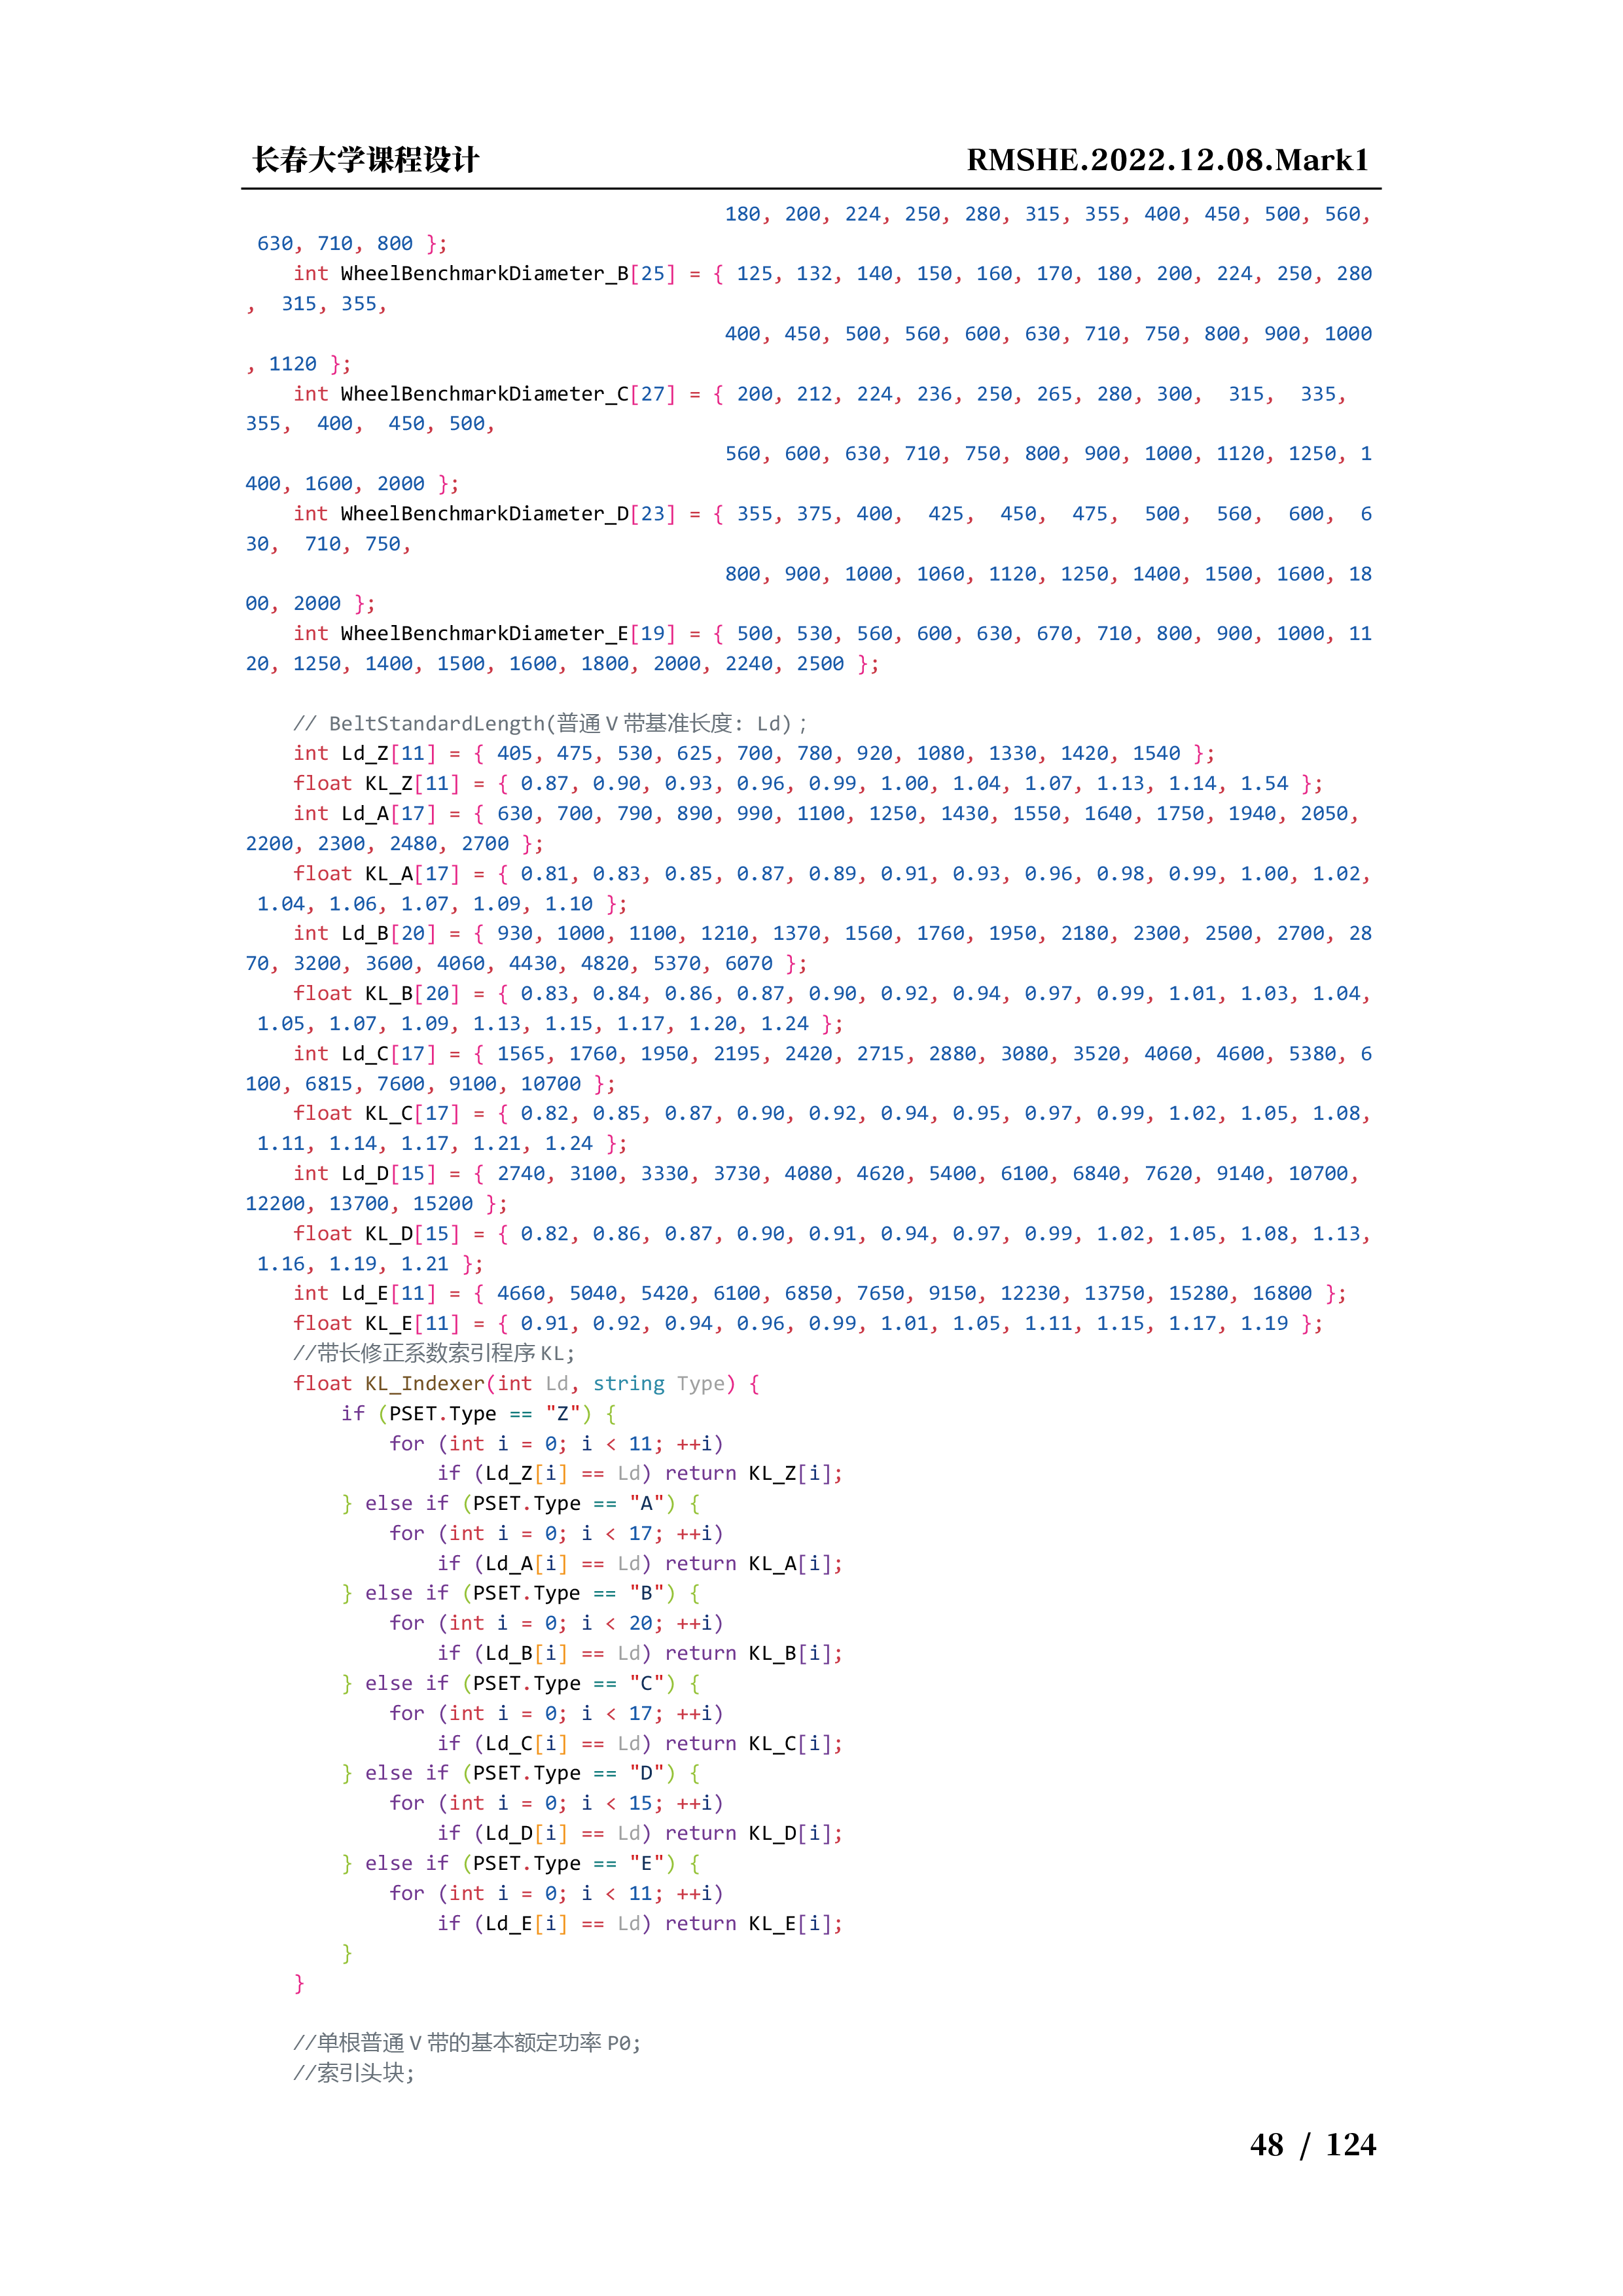 长春大学课程设计 RMSHE.2022.12.08.Mark1
180, 200, 224, 250, 280, 315, 355, 400, 450, 500, 560,
630, 710, 800 };
int WheelBenchmarkDiameter_B[25] = { 125, 132, 140, 150, 160, 170, 180, 200, 224, 250, 280
,  315, 355,
400, 450, 500, 560, 600, 630, 710, 750, 800, 900, 1000
, 1120 };
int WheelBenchmarkDiameter_C[27] = { 200, 212, 224, 236, 250, 265, 280, 300,  315,  335,
355,  400,  450, 500,
560, 600, 630, 710, 750, 800, 900, 1000, 1120, 1250, 1
400, 1600, 2000 };
int WheelBenchmarkDiameter_D[23] = { 355, 375, 400,  425,  450,  475,  500,  560,  600,  6
30,  710, 750,
800, 900, 1000, 1060, 1120, 1250, 1400, 1500, 1600, 18
00, 2000 };
int WheelBenchmarkDiameter_E[19] = { 500, 530, 560, 600, 630, 670, 710, 800, 900, 1000, 11
20, 1250, 1400, 1500, 1600, 1800, 2000, 2240, 2500 };
// BeltStandardLength(普通 V 带基准长度: Ld)；
int Ld_Z[11] = { 405, 475, 530, 625, 700, 780, 920, 1080, 1330, 1420, 1540 };
float KL_Z[11] = { 0.87, 0.90, 0.93, 0.96, 0.99, 1.00, 1.04, 1.07, 1.13, 1.14, 1.54 };
int Ld_A[17] = { 630, 700, 790, 890, 990, 1100, 1250, 1430, 1550, 1640, 1750, 1940, 2050,
2200, 2300, 2480, 2700 };
float KL_A[17] = { 0.81, 0.83, 0.85, 0.87, 0.89, 0.91, 0.93, 0.96, 0.98, 0.99, 1.00, 1.02,
1.04, 1.06, 1.07, 1.09, 1.10 };
int Ld_B[20] = { 930, 1000, 1100, 1210, 1370, 1560, 1760, 1950, 2180, 2300, 2500, 2700, 28
70, 3200, 3600, 4060, 4430, 4820, 5370, 6070 };
float KL_B[20] = { 0.83, 0.84, 0.86, 0.87, 0.90, 0.92, 0.94, 0.97, 0.99, 1.01, 1.03, 1.04,
1.05, 1.07, 1.09, 1.13, 1.15, 1.17, 1.20, 1.24 };
int Ld_C[17] = { 1565, 1760, 1950, 2195, 2420, 2715, 2880, 3080, 3520, 4060, 4600, 5380, 6
100, 6815, 7600, 9100, 10700 };
float KL_C[17] = { 0.82, 0.85, 0.87, 0.90, 0.92, 0.94, 0.95, 0.97, 0.99, 1.02, 1.05, 1.08,
1.11, 1.14, 1.17, 1.21, 1.24 };
int Ld_D[15] = { 2740, 3100, 3330, 3730, 4080, 4620, 5400, 6100, 6840, 7620, 9140, 10700,
12200, 13700, 15200 };
float KL_D[15] = { 0.82, 0.86, 0.87, 0.90, 0.91, 0.94, 0.97, 0.99, 1.02, 1.05, 1.08, 1.13,
1.16, 1.19, 1.21 };
int Ld_E[11] = { 4660, 5040, 5420, 6100, 6850, 7650, 9150, 12230, 13750, 15280, 16800 };
float KL_E[11] = { 0.91, 0.92, 0.94, 0.96, 0.99, 1.01, 1.05, 1.11, 1.15, 1.17, 1.19 };
//带长修正系数索引程序 KL;
float KL_Indexer(int Ld, string Type) {
if (PSET.Type == "Z") {
for (int i = 0; i < 11; ++i)
if (Ld_Z[i] == Ld) return KL_Z[i];
} else if (PSET.Type == "A") {
for (int i = 0; i < 17; ++i)
if (Ld_A[i] == Ld) return KL_A[i];
} else if (PSET.Type == "B") {
for (int i = 0; i < 20; ++i)
if (Ld_B[i] == Ld) return KL_B[i];
} else if (PSET.Type == "C") {
for (int i = 0; i < 17; ++i)
if (Ld_C[i] == Ld) return KL_C[i];
} else if (PSET.Type == "D") {
for (int i = 0; i < 15; ++i)
if (Ld_D[i] == Ld) return KL_D[i];
} else if (PSET.Type == "E") {
for (int i = 0; i < 11; ++i)
if (Ld_E[i] == Ld) return KL_E[i];
}
}
//单根普通 V 带的基本额定功率 P0;
//索引头块;
48 / 124